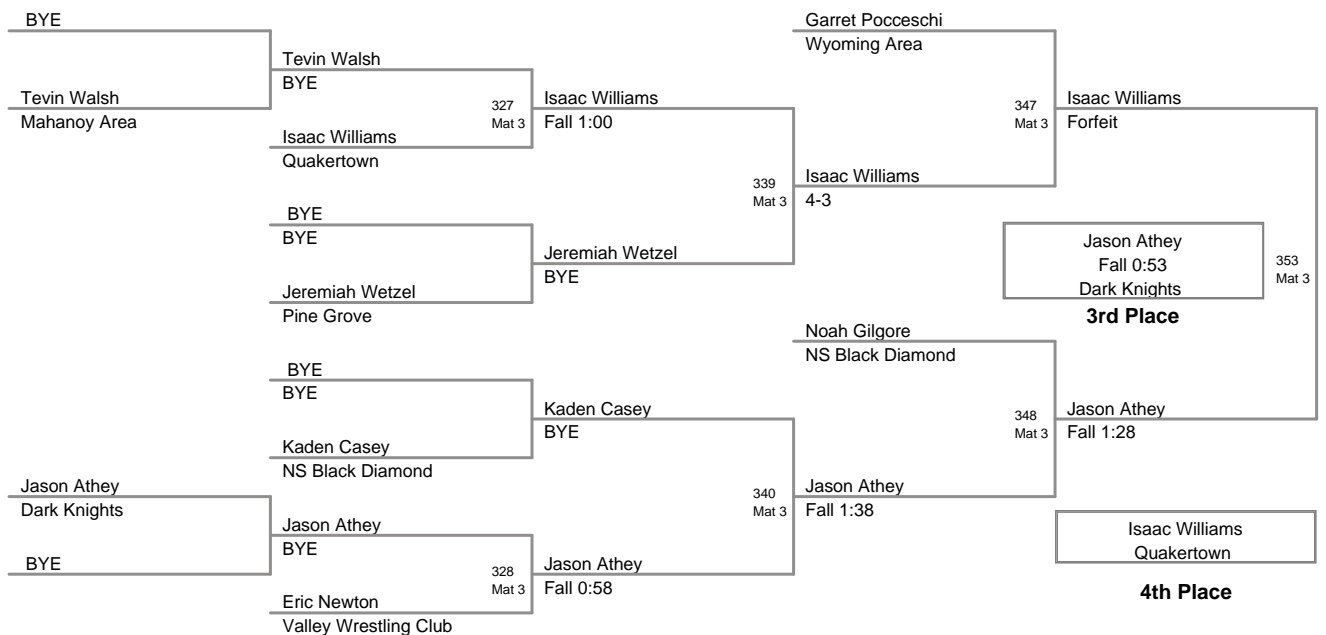 BYE
Tevin Walsh
Mahanoy Area
Tevin Walsh
BYE
Isaac Williams
Quakertown
327
Mat 3
Isaac Williams
Fall 1:00
BYE
BYE
Jeremiah Wetzel
Pine Grove
Jeremiah Wetzel
BYE
339
Mat 3
Isaac Williams
4-3
Garret Pocceschi
Wyoming Area
347
Mat 3
Isaac Williams
Forfeit
Jason Athey
Fall 0:53
Dark Knights
3rd Place
353
Mat 3
Noah Gilgore
NS Black Diamond
BYE
BYE
Kaden Casey
NS Black Diamond
Kaden Casey
BYE
348
Mat 3
Jason Athey
Fall 1:28
Jason Athey
Dark Knights
BYE
Jason Athey
BYE
Eric Newton
Valley Wrestling Club
328
Mat 3
Jason Athey
Fall 0:58
340
Mat 3
Jason Athey
Fall 1:38
Isaac Williams
Quakertown
4th Place